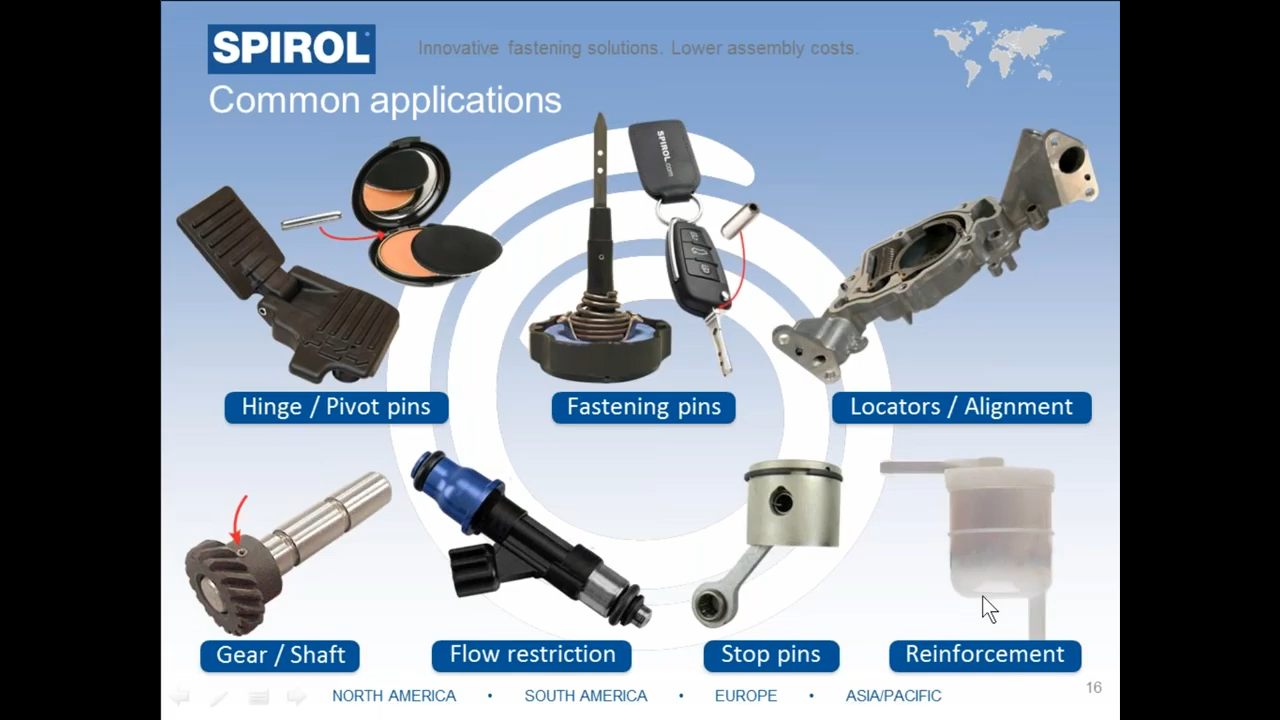 SPIROL
Innovative fastening solutions. Lower assembly costs.
Common applications
SPIROL.com
Hinge / Pivot pins
Fastening pins
Locators / Alignment
Gear / Shaft
Flow restriction
Stop pins
Reinforcement
16
NORTH AMERICA • SOUTH AMERICA • EUROPE • ASIA/PACIFIC